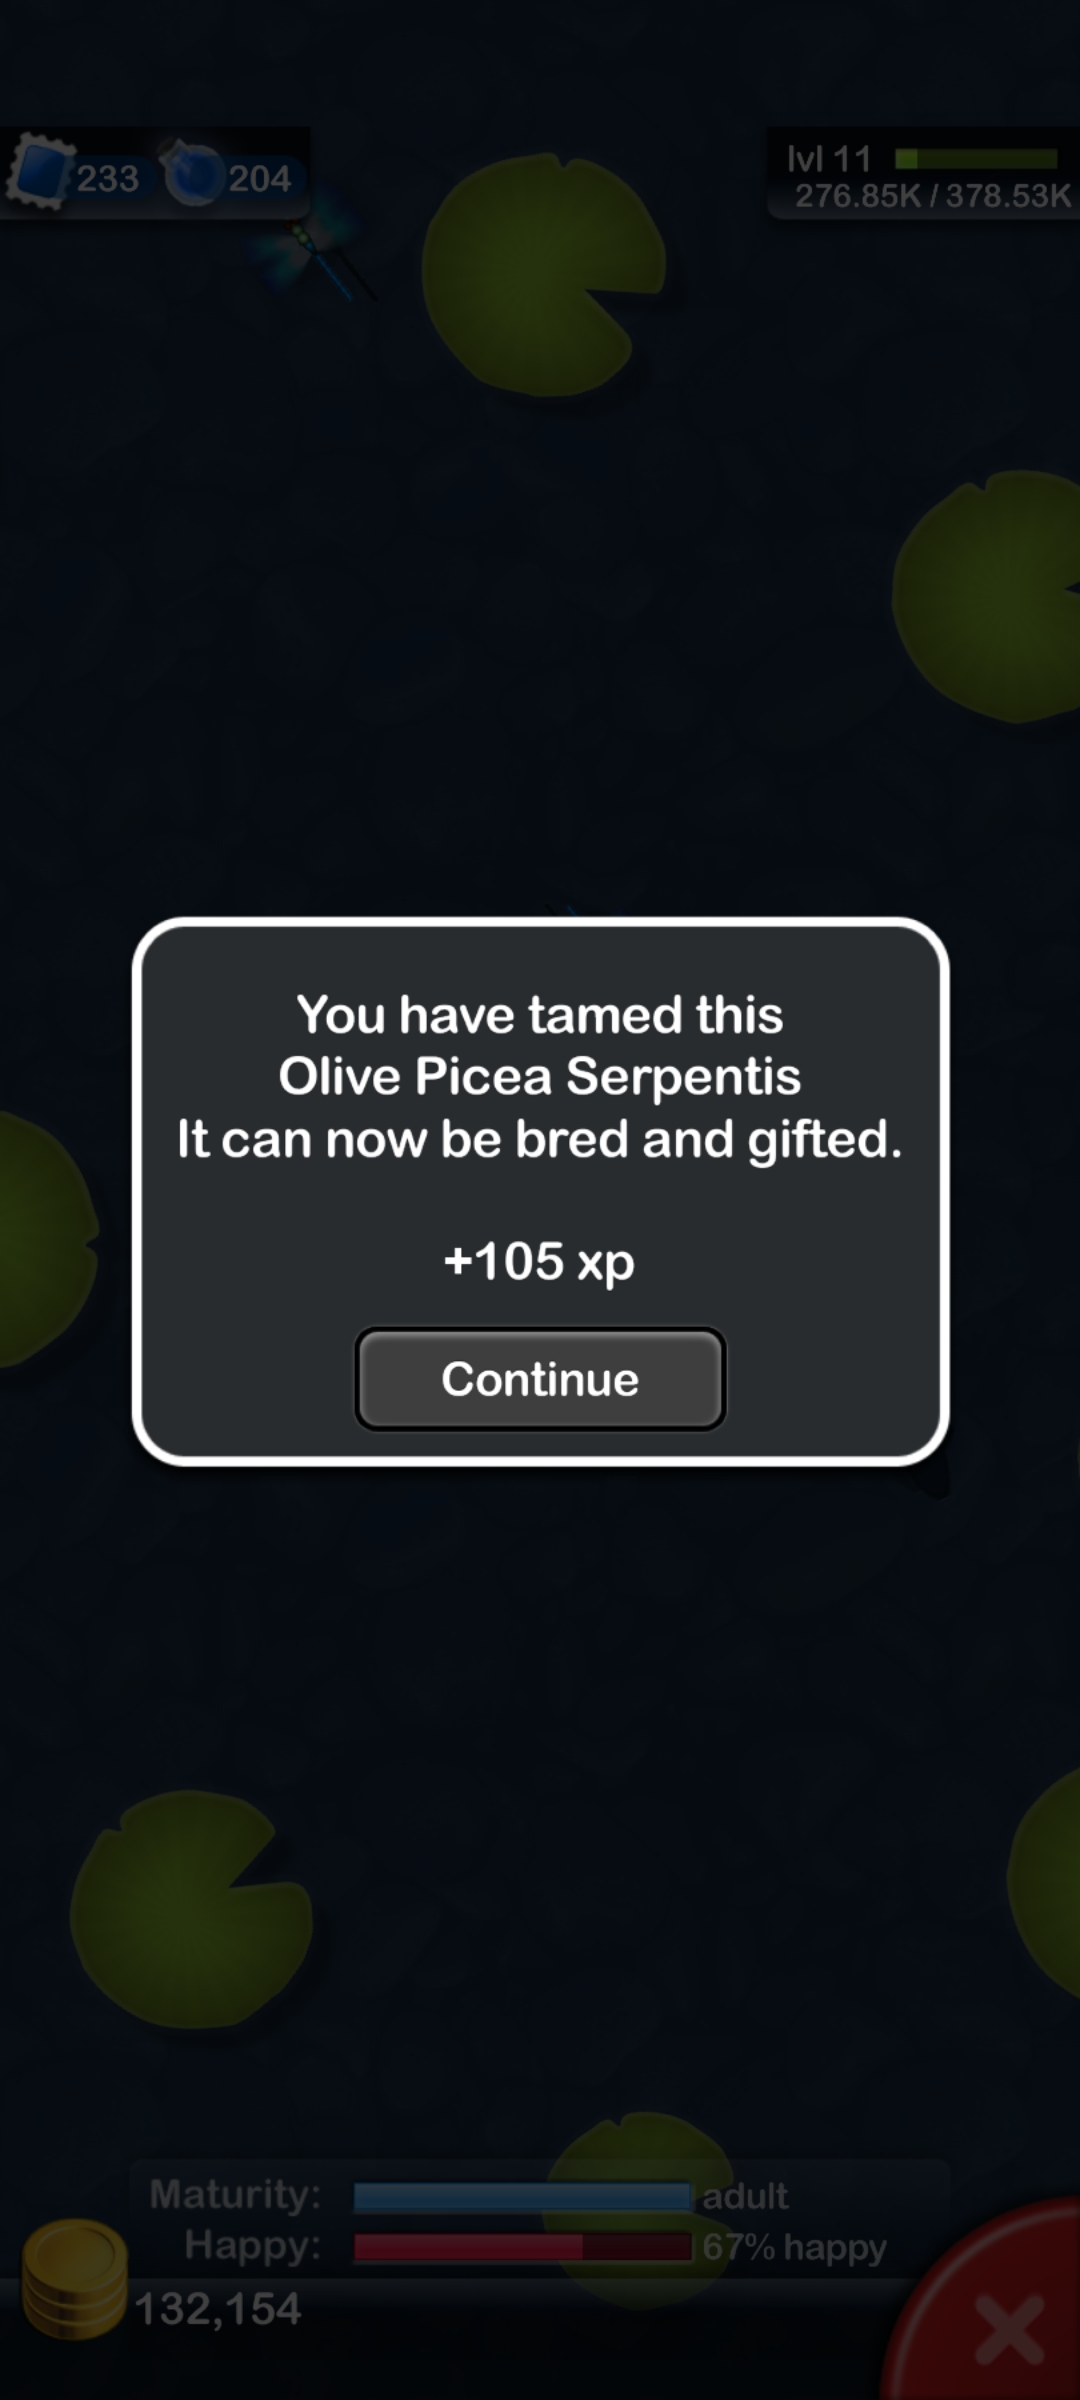 233 204
lvl 11
276.85K / 378.53K
You have tamed this
Olive Picea Serpentis
It can now be bred and gifted.
+105 xp
Continue
Maturity: adult
Happy: 67% happy
132,154